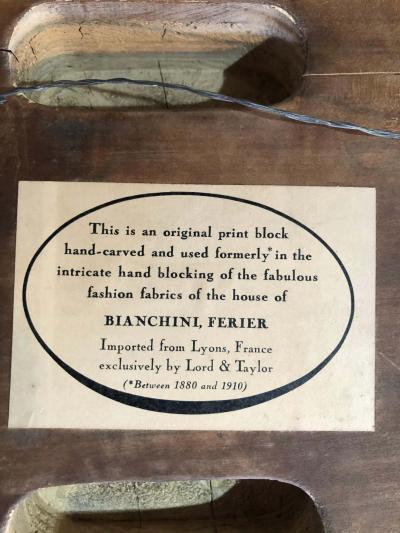 This is an original print block
hand-carved and used formerly* in the
intricate hand blocking of the fabulous
fashion fabrics of the house of
BIANCHINI, FERIER
Imported from Lyons, France
exclusively by Lord & Taylor
(*Between 1880 and 1910)